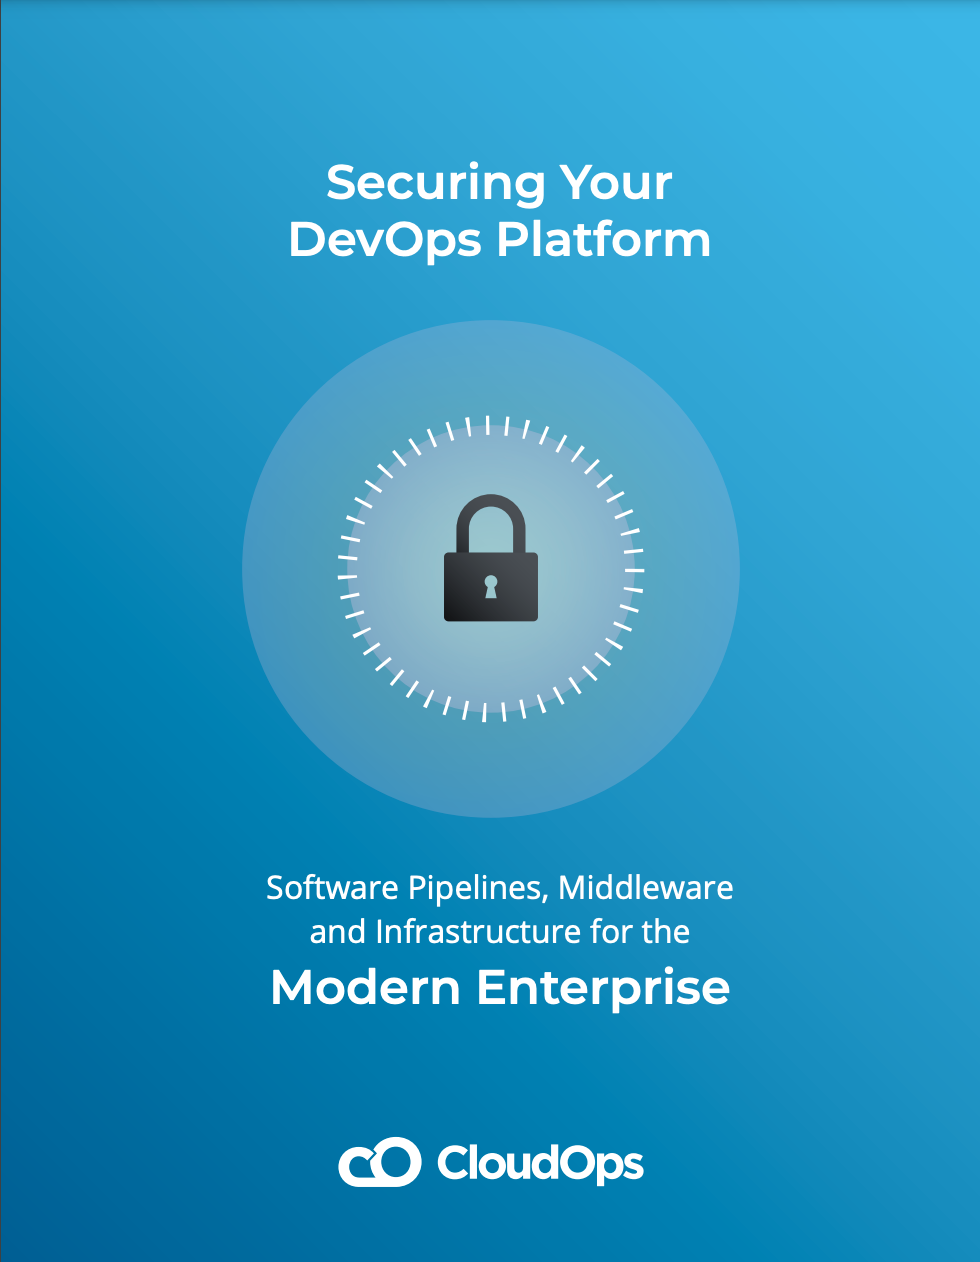 Securing Your
DevOps Platform
Software Pipelines, Middleware
and Infrastructure for the
Modern Enterprise
CloudOps